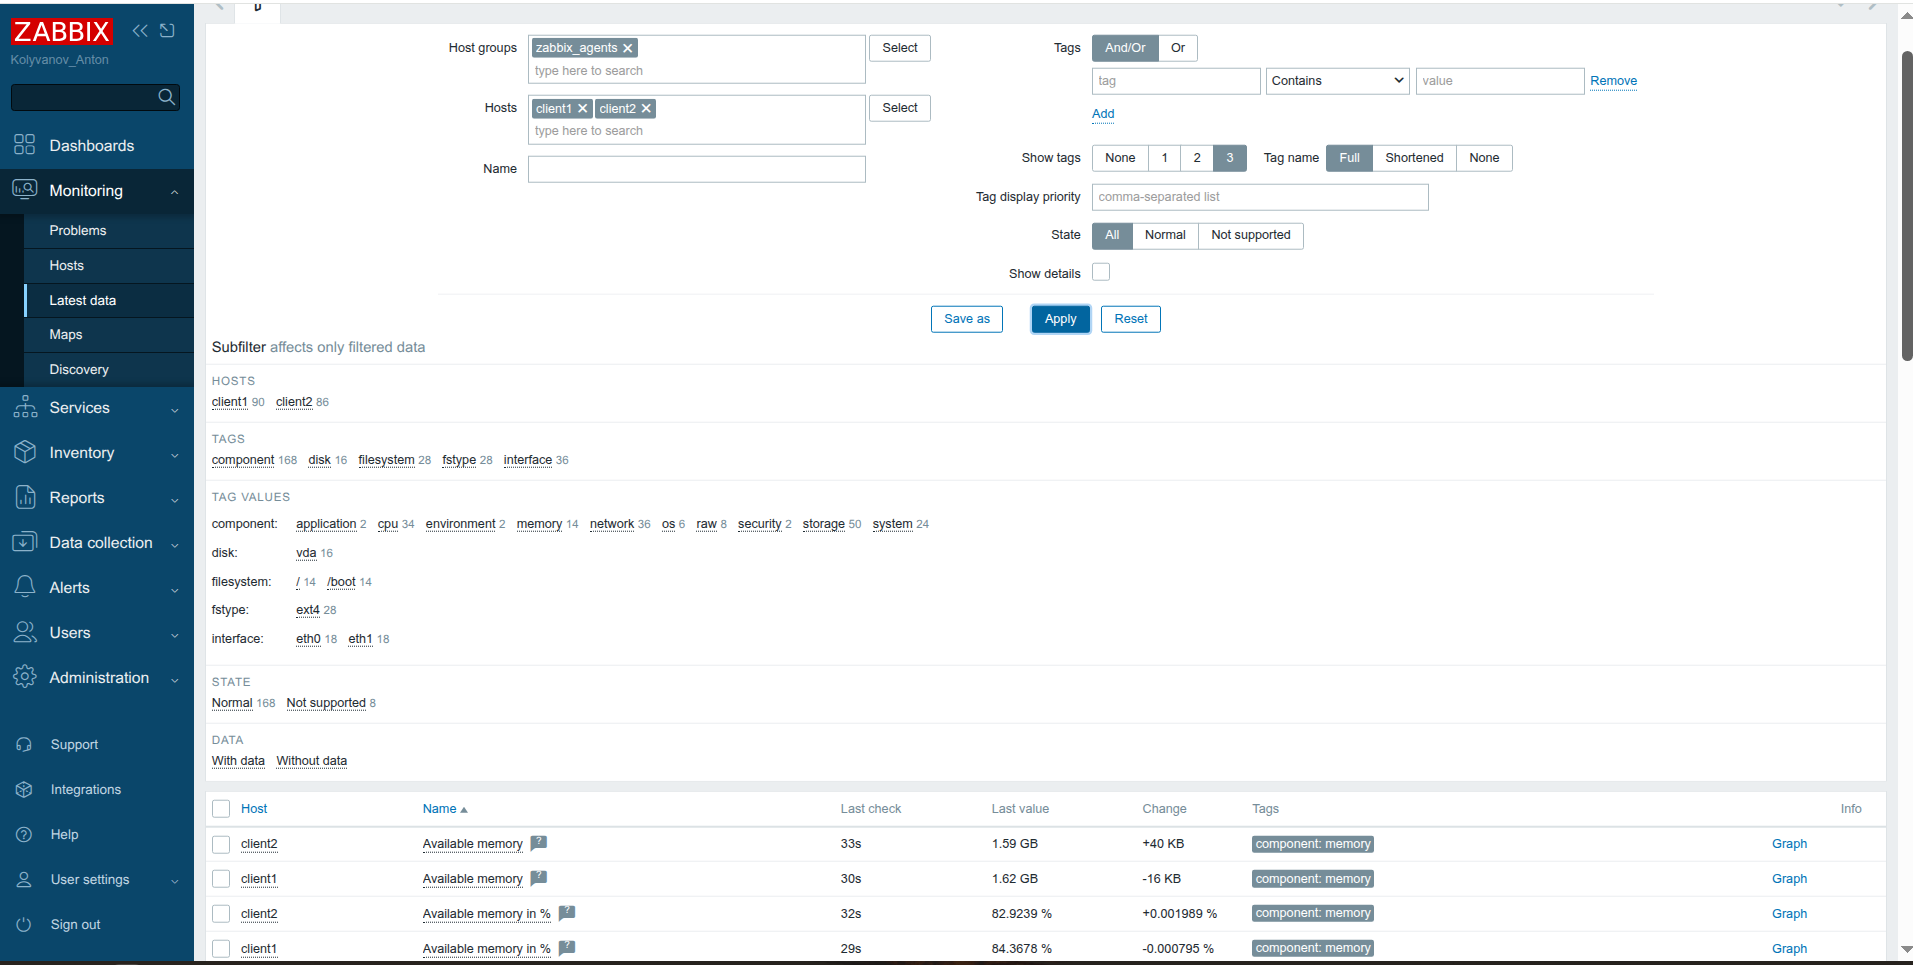 ZABBIX
Kolyvanov_Anton
Dashboards
Monitoring
Problems
Hosts
Latest data
Maps
Discovery
Services
Inventory
Reports
Data collection
Alerts
Users
Administration
Support
Integrations
Help
User settings
Sign out
Host groups zabbix_agents Select
type here to search
Hosts client1 client2 Select
type here to search
Name
Tags And/Or Or
tag Contains value Remove
Add
Show tags None 1 2 3 Tag name Full Shortened None
Tag display priority comma-separated list
State All Normal Not supported
Show details
Save as Apply Reset
Subfilter affects only filtered data
HOSTS
client1 90 client2 86
TAGS
component 168 disk 16 filesystem 28 fstype 28 interface 36
TAG VALUES
component: application 2 cpu 34 environment 2 memory 14 network 36 os 6 raw 8 security 2 storage 50 system 24
disk: vda 16
filesystem: / 14 /boot 14
fstype: ext4 28
interface: eth0 18 eth1 18
STATE
Normal 168 Not supported 8
DATA
With data Without data
Host Name Last check Last value Change Tags Info
client2 Available memory ? 33s 1.59 GB +40 KB component: memory Graph
client1 Available memory ? 30s 1.62 GB -16 KB component: memory Graph
client2 Available memory in % ? 32s 82.9239 % +0.001989 % component: memory Graph
client1 Available memory in % ? 29s 84.3678 % -0.000795 % component: memory Graph